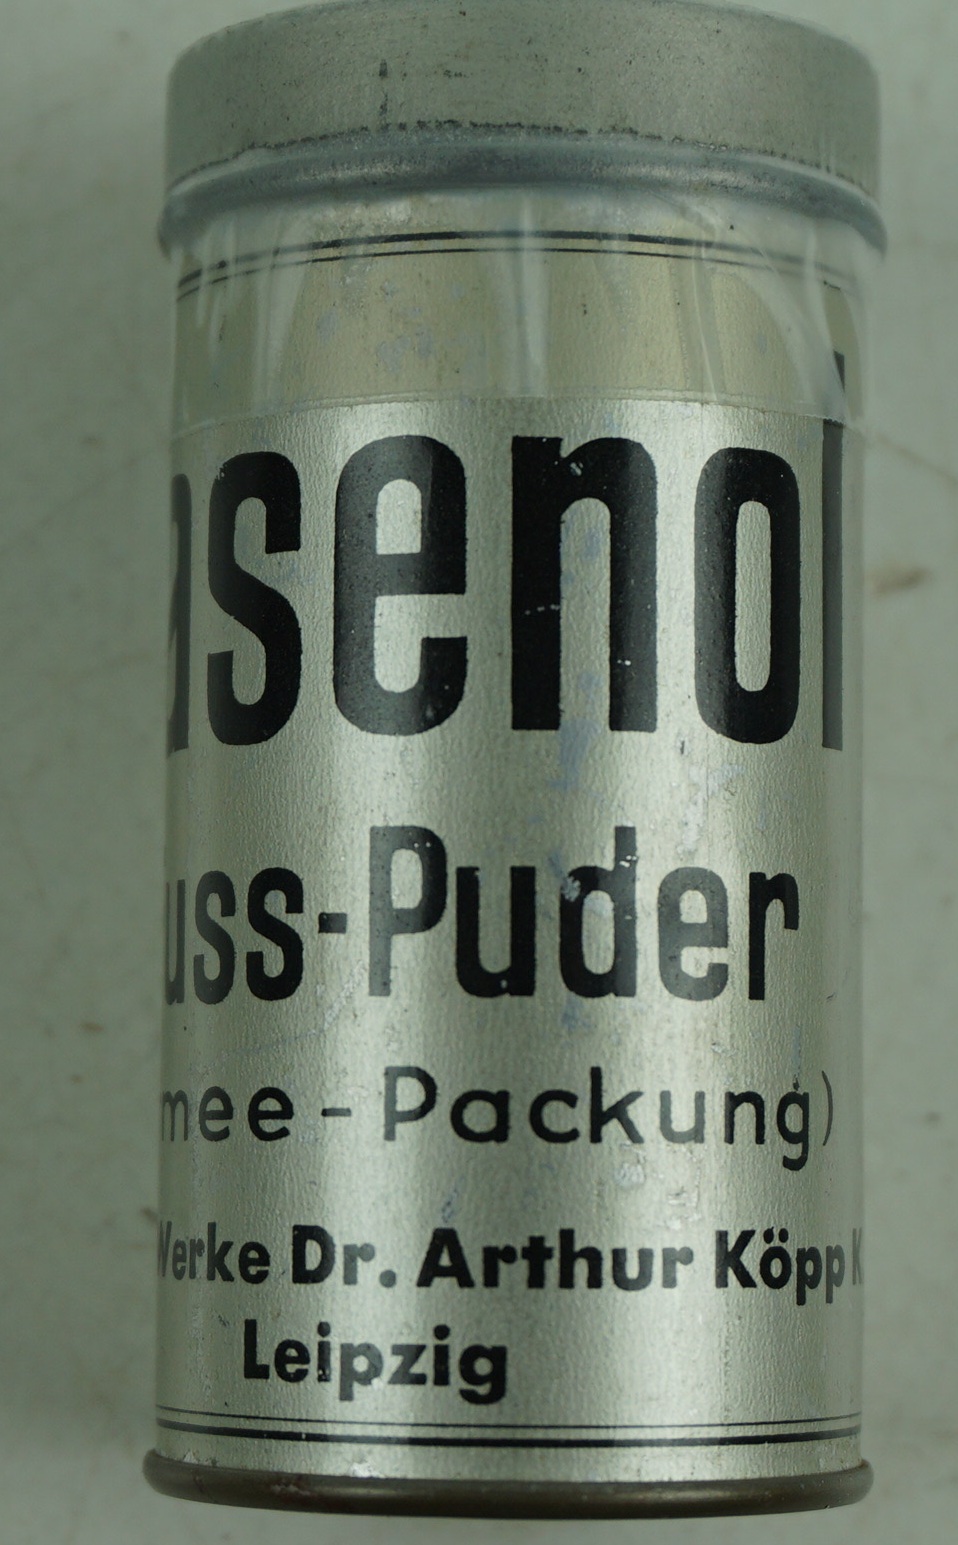 asenol
uss-Puder
mee-Packung)
Werke Dr. Arthur Köpp K
Leipzig